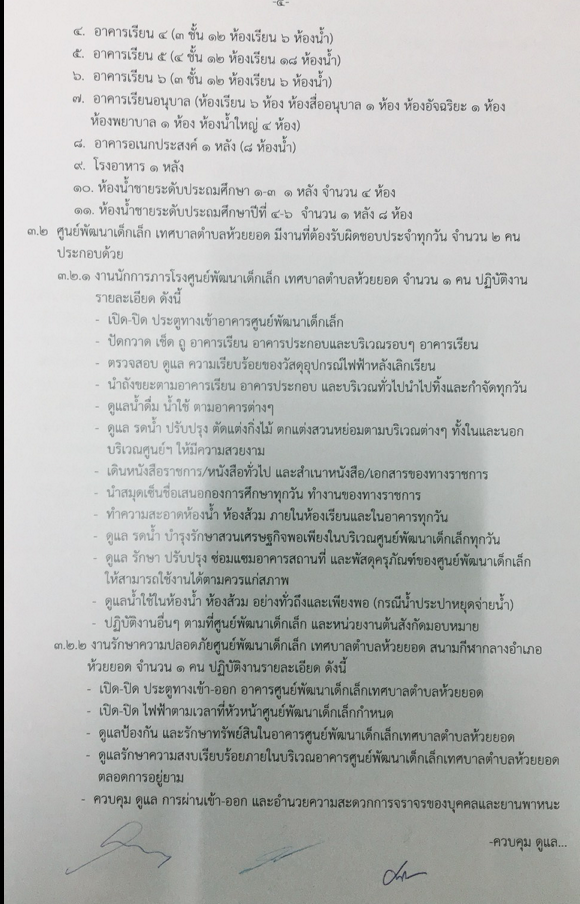 -๔-
๔. อาคารเรียน ๔ (๓ ชั้น ๑๒ ห้องเรียน ๖ ห้องน้ำ)
๕. อาคารเรียน ๕ (๔ ชั้น ๑๒ ห้องเรียน ๑๘ ห้องน้ำ)
๖. อาคารเรียน ๖ (๓ ชั้น ๑๒ ห้องเรียน ๖ ห้องน้ำ)
๗. อาคารเรียนอนุบาล (ห้องเรียน ๖ ห้อง ห้องสื่ออนุบาล ๑ ห้อง ห้องอัจฉริยะ ๑ ห้อง
ห้องพยาบาล ๑ ห้อง ห้องน้ำใหญ่ ๔ ห้อง)
๘. อาคารอเนกประสงค์ ๑ หลัง (๘ ห้องน้ำ)
๙. โรงอาหาร ๑ หลัง
๑๐. ห้องน้ำชายระดับประถมศึกษา ๑-๓ ๑ หลัง จำนวน ๔ ห้อง
๑๑. ห้องน้ำชายระดับประถมศึกษาปีที่ ๔-๖ จำนวน ๑ หลัง ๘ ห้อง
๓.๒ ศูนย์พัฒนาเด็กเล็ก เทศบาลตำบลห้วยยอด มีงานที่ต้องรับผิดชอบประจำทุกวัน จำนวน ๒ คน
ประกอบด้วย
๓.๒.๑ งานนักการภารโรงศูนย์พัฒนาเด็กเล็ก เทศบาลตำบลห้วยยอด จำนวน ๑ คน ปฏิบัติงาน
รายละเอียด ดังนี้
- เปิด-ปิด ประตูทางเข้าอาคารศูนย์พัฒนาเด็กเล็ก
- ปัดกวาด เช็ด ถู อาคารเรียน อาคารประกอบและบริเวณรอบๆ อาคารเรียน
- ตรวจสอบ ดูแล ความเรียบร้อยของวัสดุอุปกรณ์ไฟฟ้าหลังเลิกเรียน
- นำถังขยะตามอาคารเรียน อาคารประกอบ และบริเวณทั่วไปนำไปทิ้งและกำจัดทุกวัน
- ดูแลน้ำดื่ม น้ำใช้ ตามอาคารต่างๆ
- ดูแล รดน้ำ ปรับปรุง ตัดแต่งกิ่งไม้ ตกแต่งสวนหย่อมตามบริเวณต่างๆ ทั้งในและนอก
บริเวณศูนย์ฯ ให้มีความสวยงาม
- เดินหนังสือราชการ/หนังสือทั่วไป และสำเนาหนังสือ/เอกสารของทางราชการ
- นำสมุดเซ็นชื่อเสนอกองการศึกษาทุกวัน ทำงานของทางราชการ
- ทำความสะอาดห้องน้ำ ห้องส้วม ภายในห้องเรียนและในอาคารทุกวัน
- ดูแล รดน้ำ บำรุงรักษาสวนเศรษฐกิจพอเพียงในบริเวณศูนย์พัฒนาเด็กเล็กทุกวัน
- ดูแล รักษา ปรับปรุง ซ่อมแซมอาคารสถานที่ และพัสดุครุภัณฑ์ของศูนย์พัฒนาเด็กเล็ก
ให้สามารถใช้งานได้ตามควรแก่สภาพ
- ดูแลน้ำใช้ในห้องน้ำ ห้องส้วม อย่างทั่วถึงและเพียงพอ (กรณีน้ำประปาหยุดจ่ายน้ำ)
- ปฏิบัติงานอื่นๆ ตามที่ศูนย์พัฒนาเด็กเล็ก และหน่วยงานต้นสังกัดมอบหมาย
๓.๒.๒ งานรักษาความปลอดภัยศูนย์พัฒนาเด็กเล็ก เทศบาลตำบลห้วยยอด สนามกีฬากลางอำเภอ
ห้วยยอด จำนวน ๑ คน ปฏิบัติงานรายละเอียด ดังนี้
- เปิด-ปิด ประตูทางเข้า-ออก อาคารศูนย์พัฒนาเด็กเล็กเทศบาลตำบลห้วยยอด
- เปิด-ปิด ไฟฟ้าตามเวลาที่หัวหน้าศูนย์พัฒนาเด็กเล็กกำหนด
- ดูแลป้องกัน และรักษาทรัพย์สินในอาคารศูนย์พัฒนาเด็กเล็กเทศบาลตำบลห้วยยอด
- ดูแลรักษาความสงบเรียบร้อยภายในบริเวณอาคารศูนย์พัฒนาเด็กเล็กเทศบาลตำบลห้วยยอด
ตลอดการอยู่ยาม
- ควบคุม ดูแล การผ่านเข้า-ออก และอำนวยความสะดวกการจราจรของบุคคลและยานพาหนะ
-ควบคุม ดูแล...